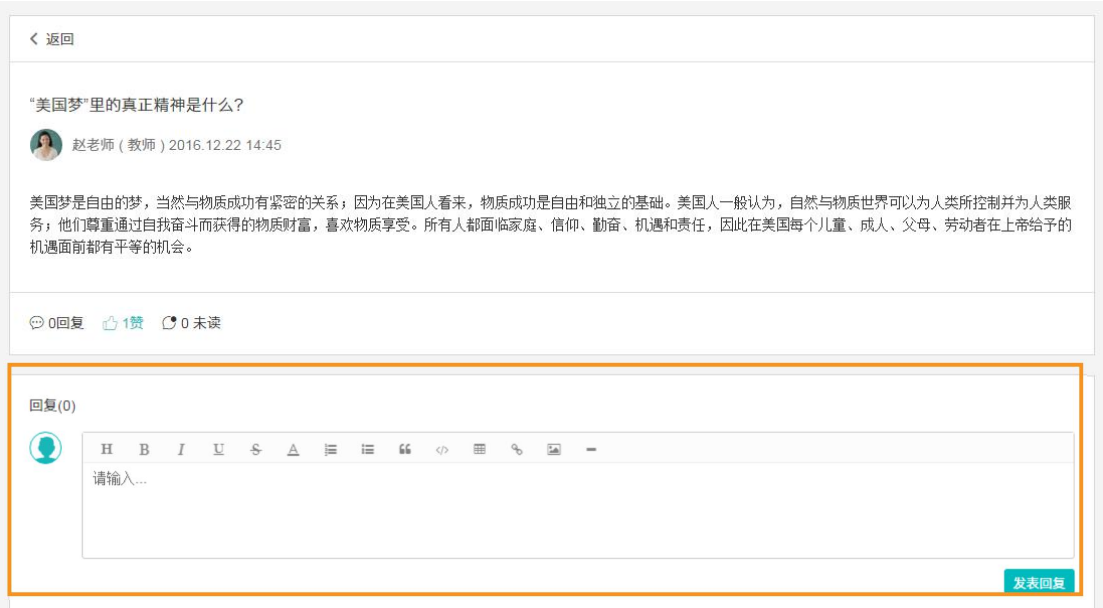 返回
“美国梦”里的真正精神是什么？
赵老师 ( 教师 ) 2016.12.22 14:45
美国梦是自由的梦，当然与物质成功有紧密的关系；因为在美国人看来，物质成功是自由和独立的基础。美国人一般认为，自然与物质世界可以为人类所控制并为人类服
务；他们尊重通过自我奋斗而获得的物质财富，喜欢物质享受。所有人都面临家庭、信仰、勤奋、机遇和责任，因此在美国每个儿童、成人、父母、劳动者在上帝给予的
机遇面前都有平等的机会。
0回复 1赞 0 未读
回复(0)
H B I U S A
请输入...
发表回复